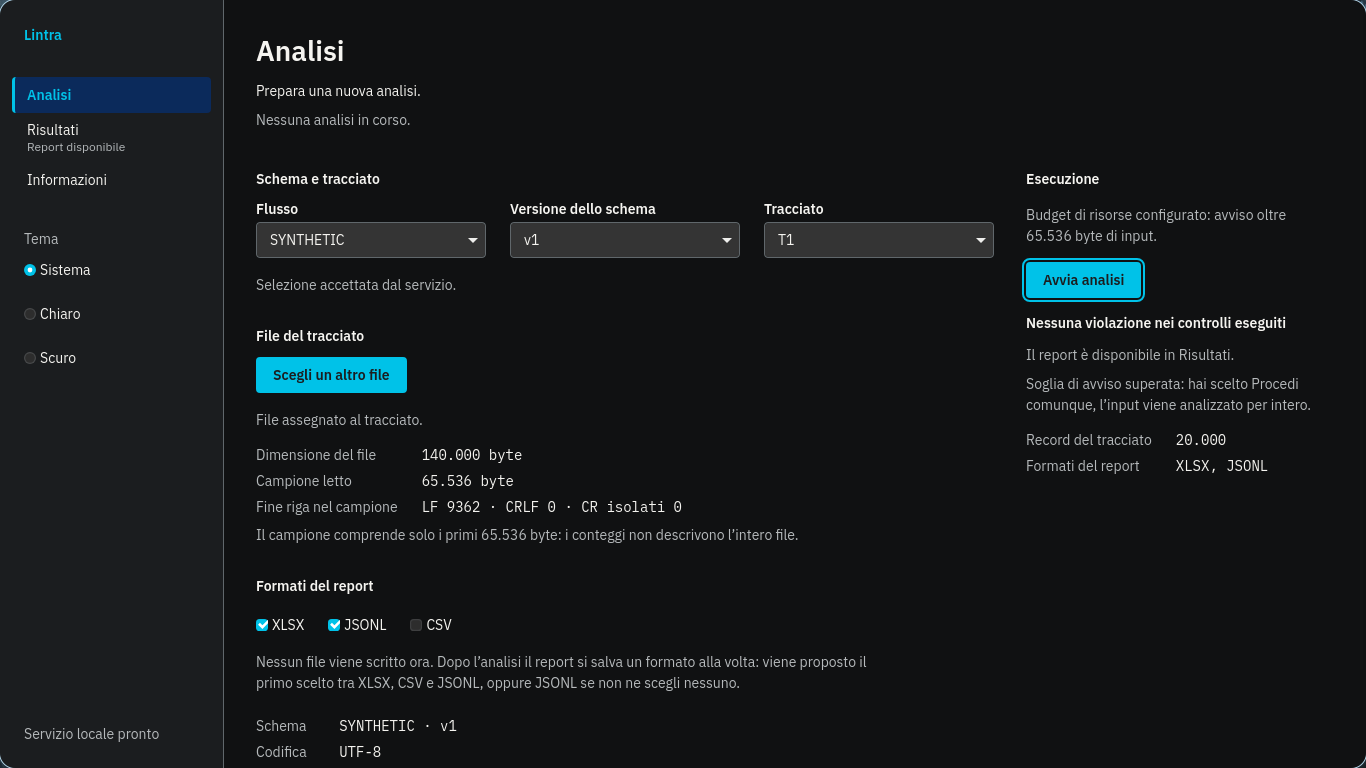 Lintra
Analisi
Risultati
Report disponibile
Informazioni
Tema
Sistema
Chiaro
Scuro
Servizio locale pronto
Analisi
Prepara una nuova analisi.
Nessuna analisi in corso.
Schema e tracciato
Flusso
SYNTHETIC
Versione dello schema
v1
Tracciato
T1
Selezione accettata dal servizio.
File del tracciato
Scegli un altro file
File assegnato al tracciato.
Dimensione del file 140.000 byte
Campione letto 65.536 byte
Fine riga nel campione LF 9362 · CRLF 0 · CR isolati 0
Il campione comprende solo i primi 65.536 byte: i conteggi non descrivono l’intero file.
Formati del report
XLSX JSONL CSV
Nessun file viene scritto ora. Dopo l’analisi il report si salva un formato alla volta: viene proposto il
primo scelto tra XLSX, CSV e JSONL, oppure JSONL se non ne scegli nessuno.
Schema SYNTHETIC · v1
Codifica UTF-8
Esecuzione
Budget di risorse configurato: avviso oltre
65.536 byte di input.
Avvia analisi
Nessuna violazione nei controlli eseguiti
Il report è disponibile in Risultati.
Soglia di avviso superata: hai scelto Procedi
comunque, l’input viene analizzato per intero.
Record del tracciato 20.000
Formati del report XLSX, JSONL